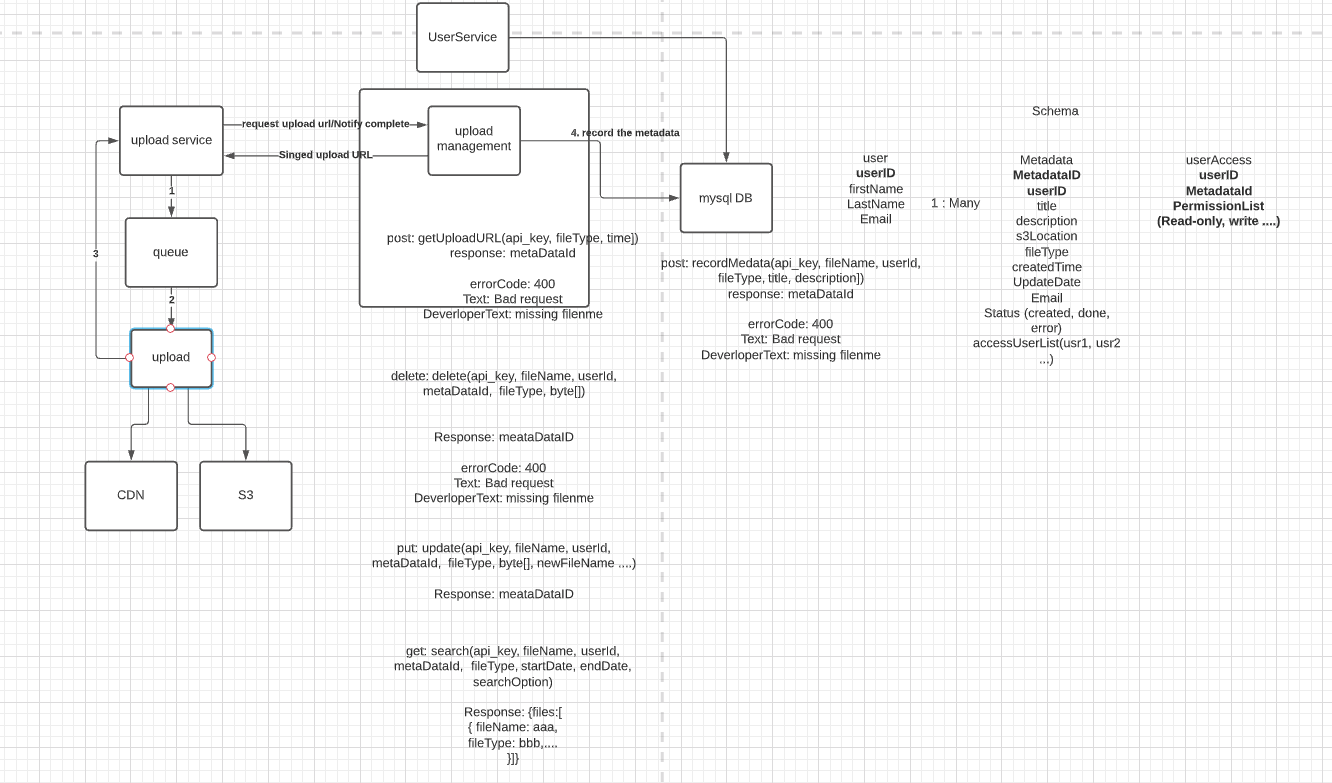 UserService
upload service
request upload url/Notify complete
Singed upload URL
upload
management
4. record the metadata
mysql DB
1
queue
2
3
upload
CDN
S3
post: getUploadURL(api_key, fileType, time])
response: metaDataId
errorCode: 400
Text: Bad request
DeverloperText: missing filenme
delete: delete(api_key, fileName, userId,
metaDataId, fileType, byte[])
Response: meataDataID
errorCode: 400
Text: Bad request
DeverloperText: missing filenme
put: update(api_key, fileName, userId,
metaDataId, fileType, byte[], newFileName ....)
Response: meataDataID
get: search(api_key, fileName, userId,
metaDataId, fileType, startDate, endDate,
searchOption)
Response: {files:[
{ fileName: aaa,
fileType: bbb,....
}]}
post: recordMedata(api_key, fileName, userId,
fileType, title, description])
response: metaDataId
errorCode: 400
Text: Bad request
DeverloperText: missing filenme
Schema
user
userID
firstName
LastName
Email
1 : Many
Metadata
MetadataID
userID
title
description
s3Location
fileType
createdTime
UpdateDate
Email
Status (created, done,
error)
accessUserList(usr1, usr2
...)
userAccess
userID
MetadataId
PermissionList
(Read-only, write ....)